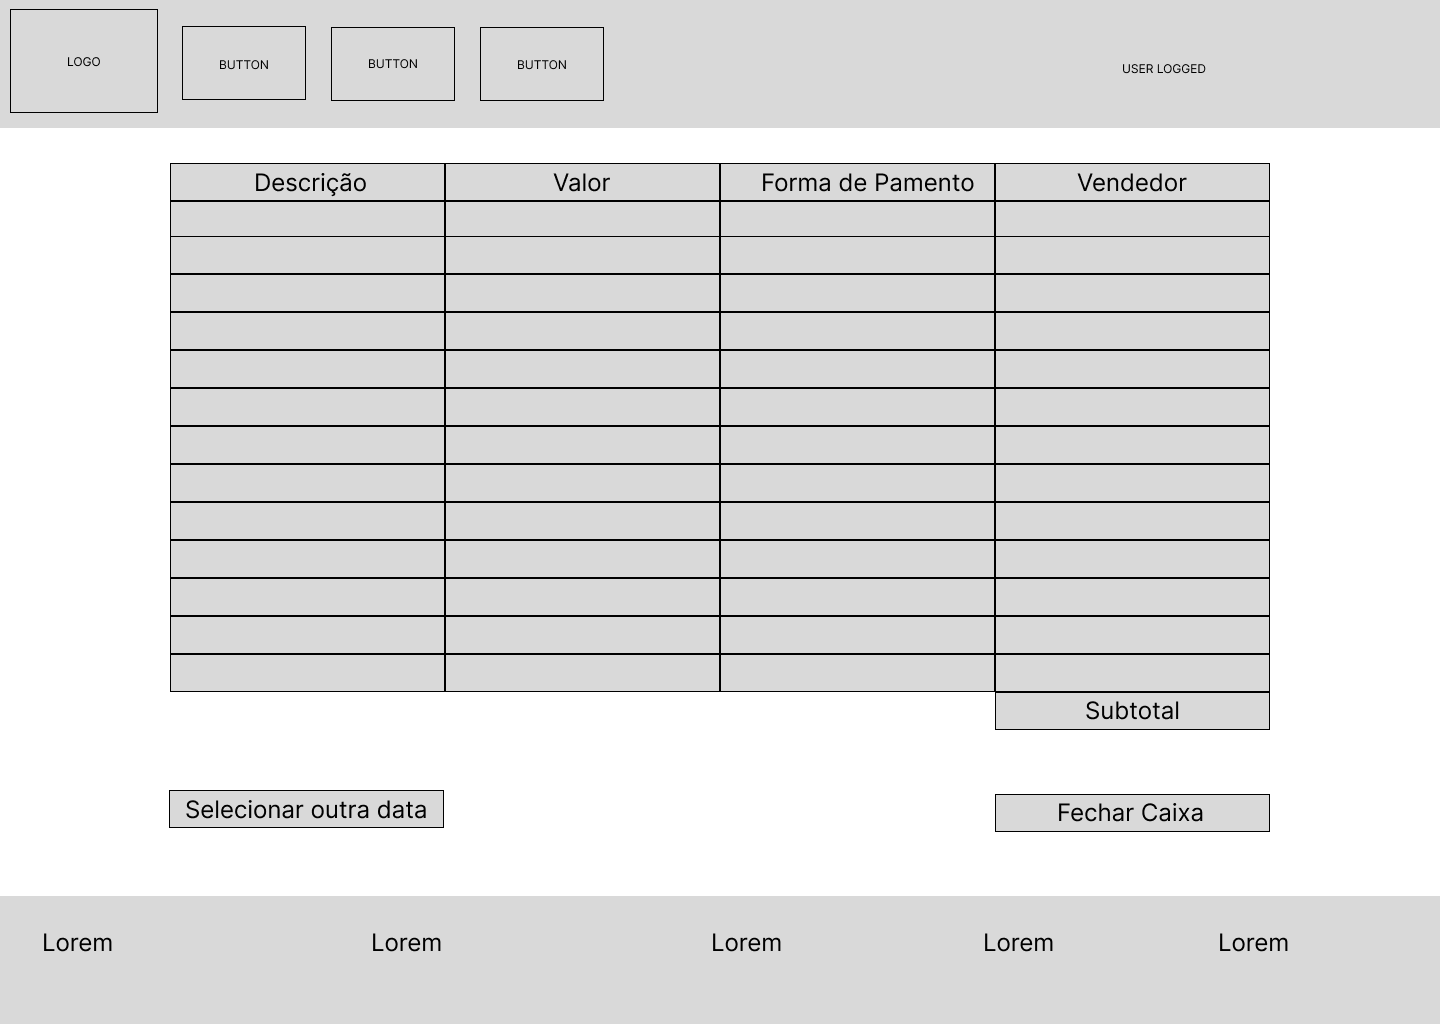 LOGO
BUTTON
BUTTON
BUTTON
USER LOGGED
Descrição
Valor
Forma de Pamento
Vendedor
Subtotal
Selecionar outra data
Fechar Caixa
Lorem
Lorem
Lorem
Lorem
Lorem